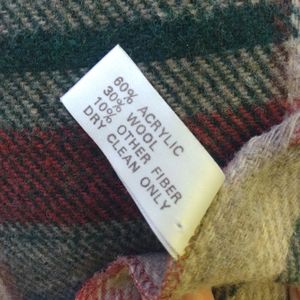 60% ACRYLIC
30% WOOL
10% OTHER FIBER
DRY CLEAN ONLY